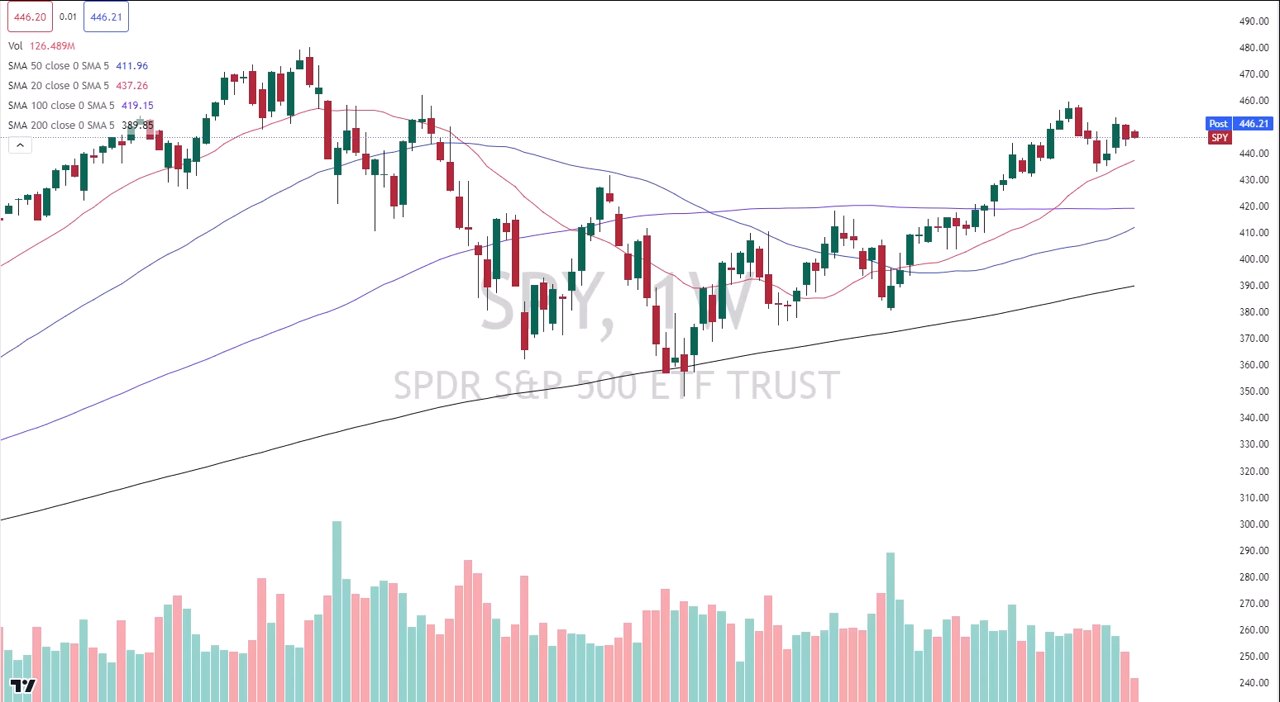 446.20 0.01 446.21
Vol 126.489M
SMA 50 close 0 SMA 5 411.96
SMA 20 close 0 SMA 5 437.26
SMA 100 close 0 SMA 5 419.15
SMA 200 close 0 SMA 5 389.85
SPY, 1W
SPDR S&P 500 ETF TRUST
490.00
480.00
470.00
460.00
Post 446.21
SPY
440.00
430.00
420.00
410.00
400.00
390.00
380.00
370.00
360.00
350.00
340.00
330.00
320.00
310.00
300.00
290.00
280.00
270.00
260.00
250.00
240.00